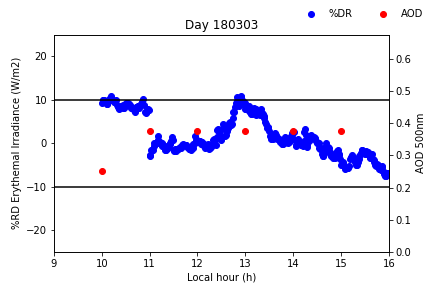 %DR AOD
Day 180303
%RD Erythemal Irradiance (W/m2)
20
10
0
−10
−20
0.6
0.5
0.4
0.3
0.2
0.1
0.0
AOD 500nm
9 10 11 12 13 14 15 16
Local hour (h)